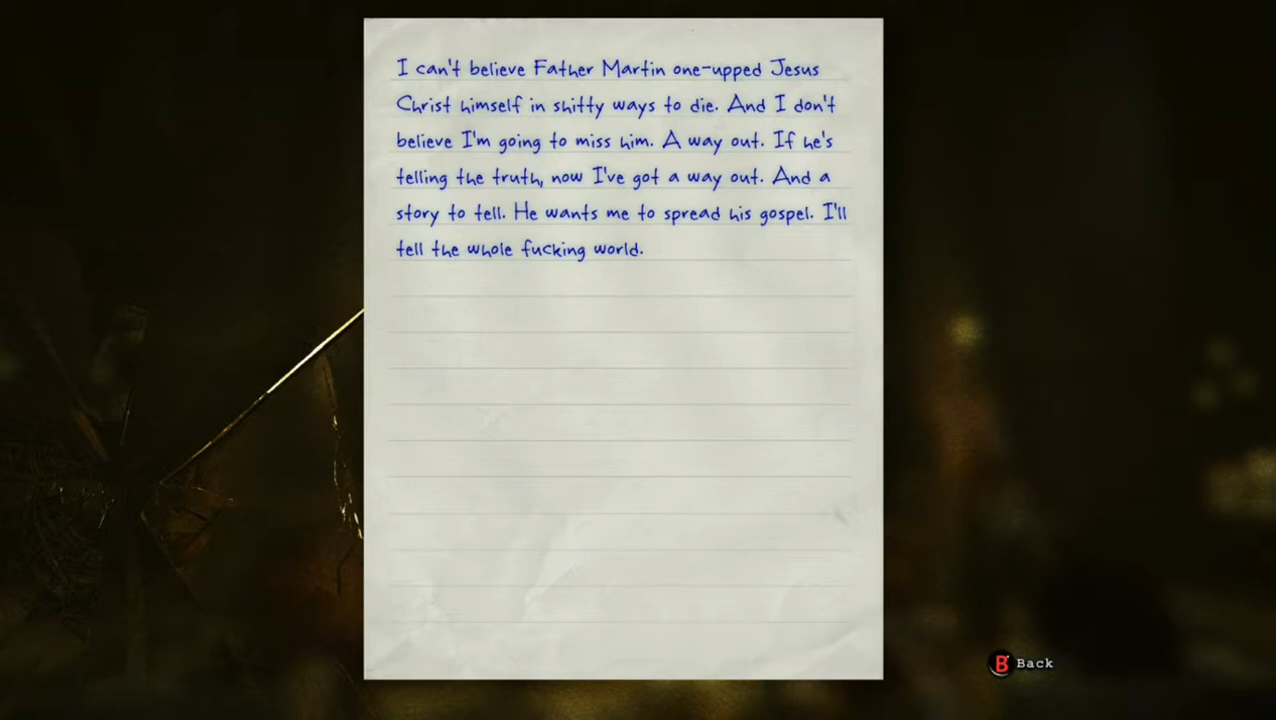 I can't believe Father Martin one-upped Jesus
Christ himself in shitty ways to die. And I don't
believe I'm going to miss him. A way out. If he's
telling the truth, now I've got a way out. And a
story to tell. He wants me to spread his gospel. I'll
tell the whole fucking world.
B Back